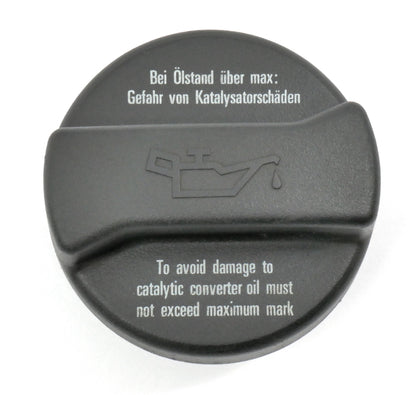 Bei Ölstand über max:
Gefahr von Katalysatorschäden
To avoid damage to
catalytic converter oil must
not exceed maximum mark